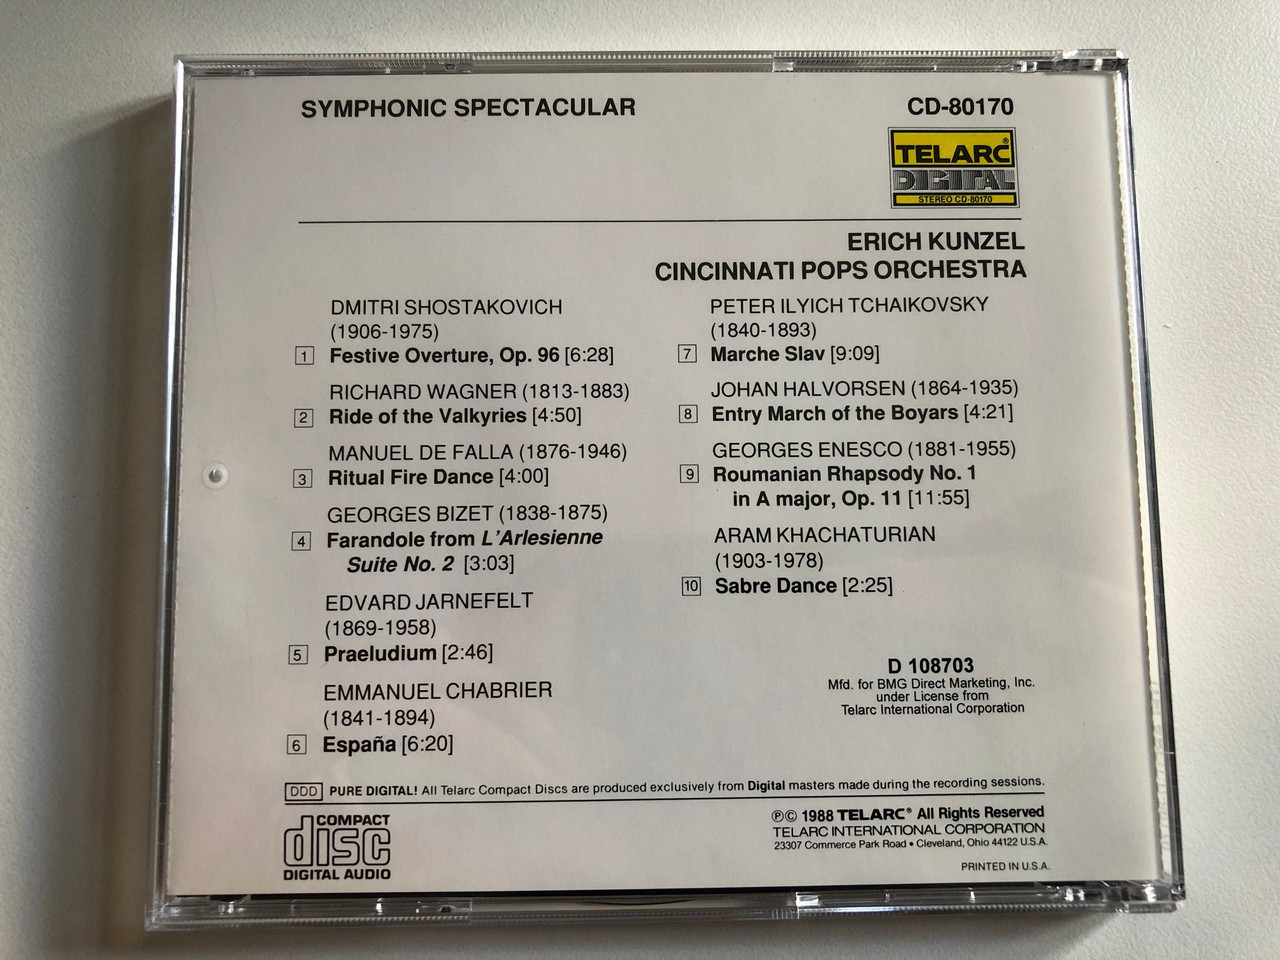 SYMPHONIC SPECTACULAR
CD-80170
TELARC®
DIGITAL
STEREO CD-80170
ERICH KUNZEL
CINCINNATI POPS ORCHESTRA
DMITRI SHOSTAKOVICH
(1906-1975)
1 Festive Overture, Op. 96 [6:28]
RICHARD WAGNER (1813-1883)
2 Ride of the Valkyries [4:50]
MANUEL DE FALLA (1876-1946)
3 Ritual Fire Dance [4:00]
GEORGES BIZET (1838-1875)
4 Farandole from L'Arlesienne
Suite No. 2 [3:03]
EDVARD JARNEFELT
(1869-1958)
5 Praeludium [2:46]
EMMANUEL CHABRIER
(1841-1894)
6 España [6:20]
PETER ILYICH TCHAIKOVSKY
(1840-1893)
7 Marche Slav [9:09]
JOHAN HALVORSEN (1864-1935)
8 Entry March of the Boyars [4:21]
GEORGES ENESCO (1881-1955)
9 Roumanian Rhapsody No. 1
in A major, Op. 11 [11:55]
ARAM KHACHATURIAN
(1903-1978)
10 Sabre Dance [2:25]
D 108703
Mfd. for BMG Direct Marketing, Inc.
under License from
Telarc International Corporation
DDD PURE DIGITAL! All Telarc Compact Discs are produced exclusively from Digital masters made during the recording sessions.
COMPACT
disc
DIGITAL AUDIO
℗© 1988 TELARC® All Rights Reserved
TELARC INTERNATIONAL CORPORATION
23307 Commerce Park Road • Cleveland, Ohio 44122 U.S.A.
PRINTED IN U.S.A.